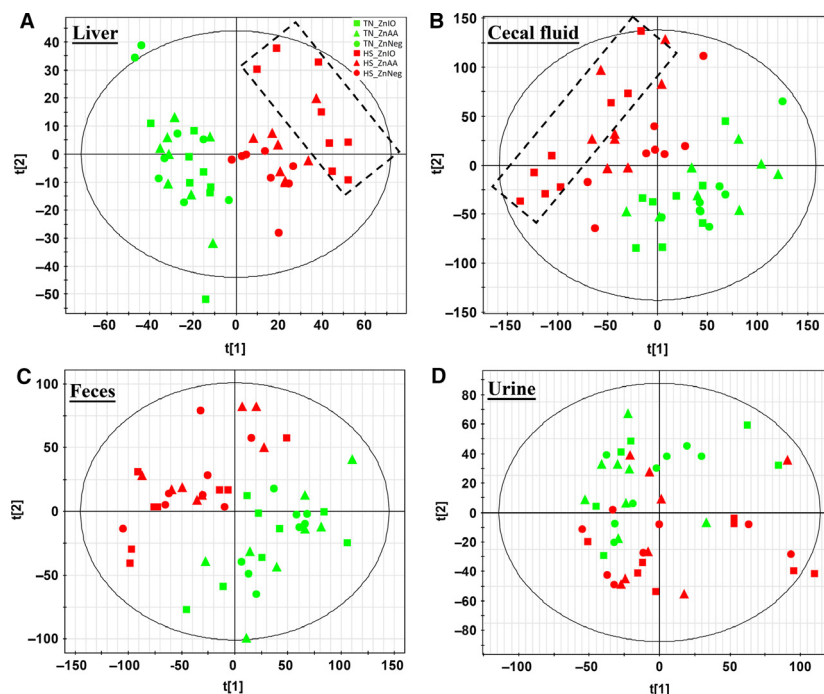 A
Liver
TN_ZnIO
TN_ZnAA
TN_ZnNeg
HS_ZnIO
HS_ZnAA
HS_ZnNeg
50
40
30
20
10
0
−10
−20
−30
−40
−50
t[2]
−60
−40
−20
0
20
40
60
t[1]
B
Cecal fluid
150
100
50
0
−50
−100
−150
t[2]
−150
−100
−50
0
50
100
150
t[1]
C
Feces
100
50
0
−50
−100
t[2]
−150
−100
−50
0
50
100
150
t[1]
D
Urine
80
60
40
20
0
−20
−40
−60
−80
t[2]
−100
−50
0
50
100
t[1]